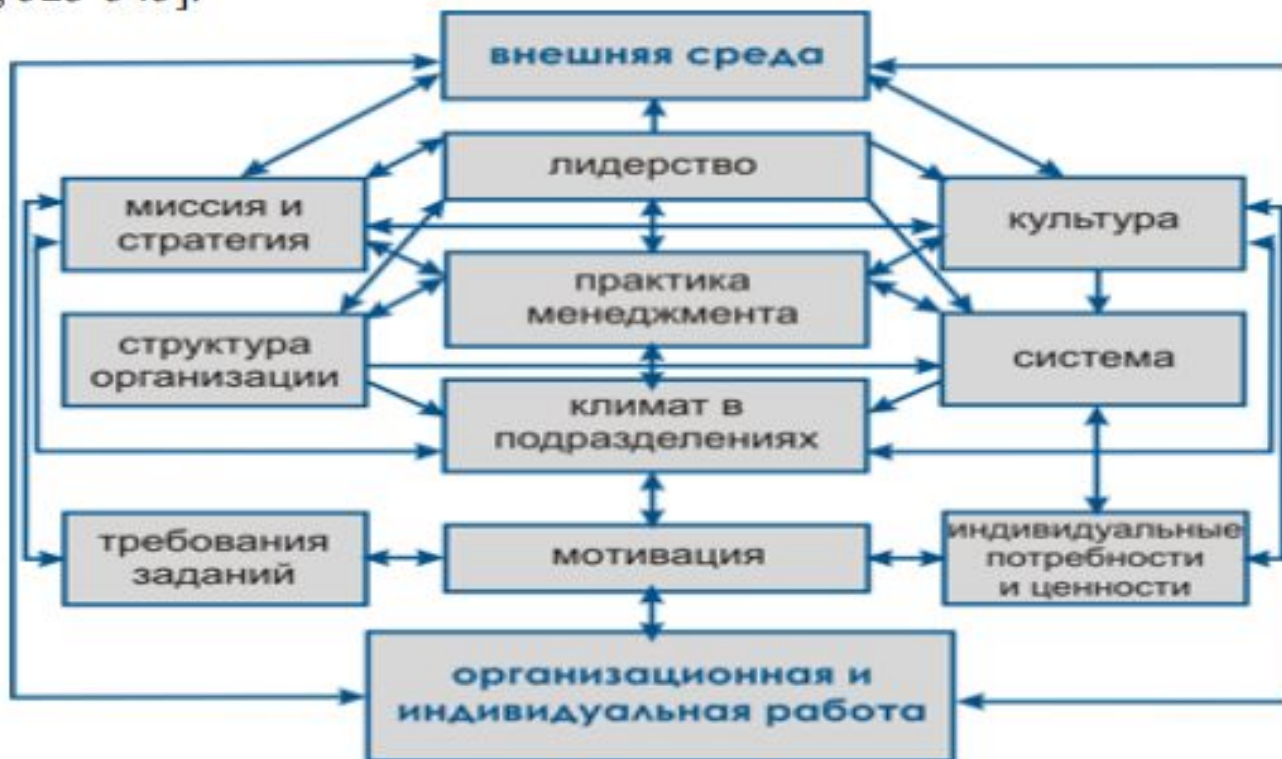 внешняя среда
лидерство
миссия и
стратегия
культура
практика
менеджмента
структура
организации
система
климат в
подразделениях
требования
заданий
мотивация
индивидуальные
потребности
и ценности
организационная и
индивидуальная работа